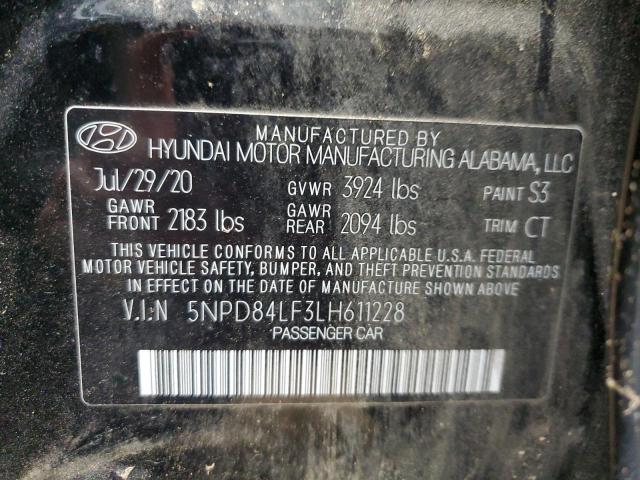 MANUFACTURED BY
HYUNDAI MOTOR MANUFACTURING ALABAMA, LLC
Jul/29/20 GVWR 3924 lbs PAINT S3
GAWR FRONT 2183 lbs GAWR REAR 2094 lbs TRIM CT
THIS VEHICLE CONFORMS TO ALL APPLICABLE U.S.A. FEDERAL
MOTOR VEHICLE SAFETY, BUMPER, AND THEFT PREVENTION STANDARDS
IN EFFECT ON THE DATE OF MANUFACTURE SHOWN ABOVE.
V.I.N 5NPD84LF3LH611228
PASSENGER CAR